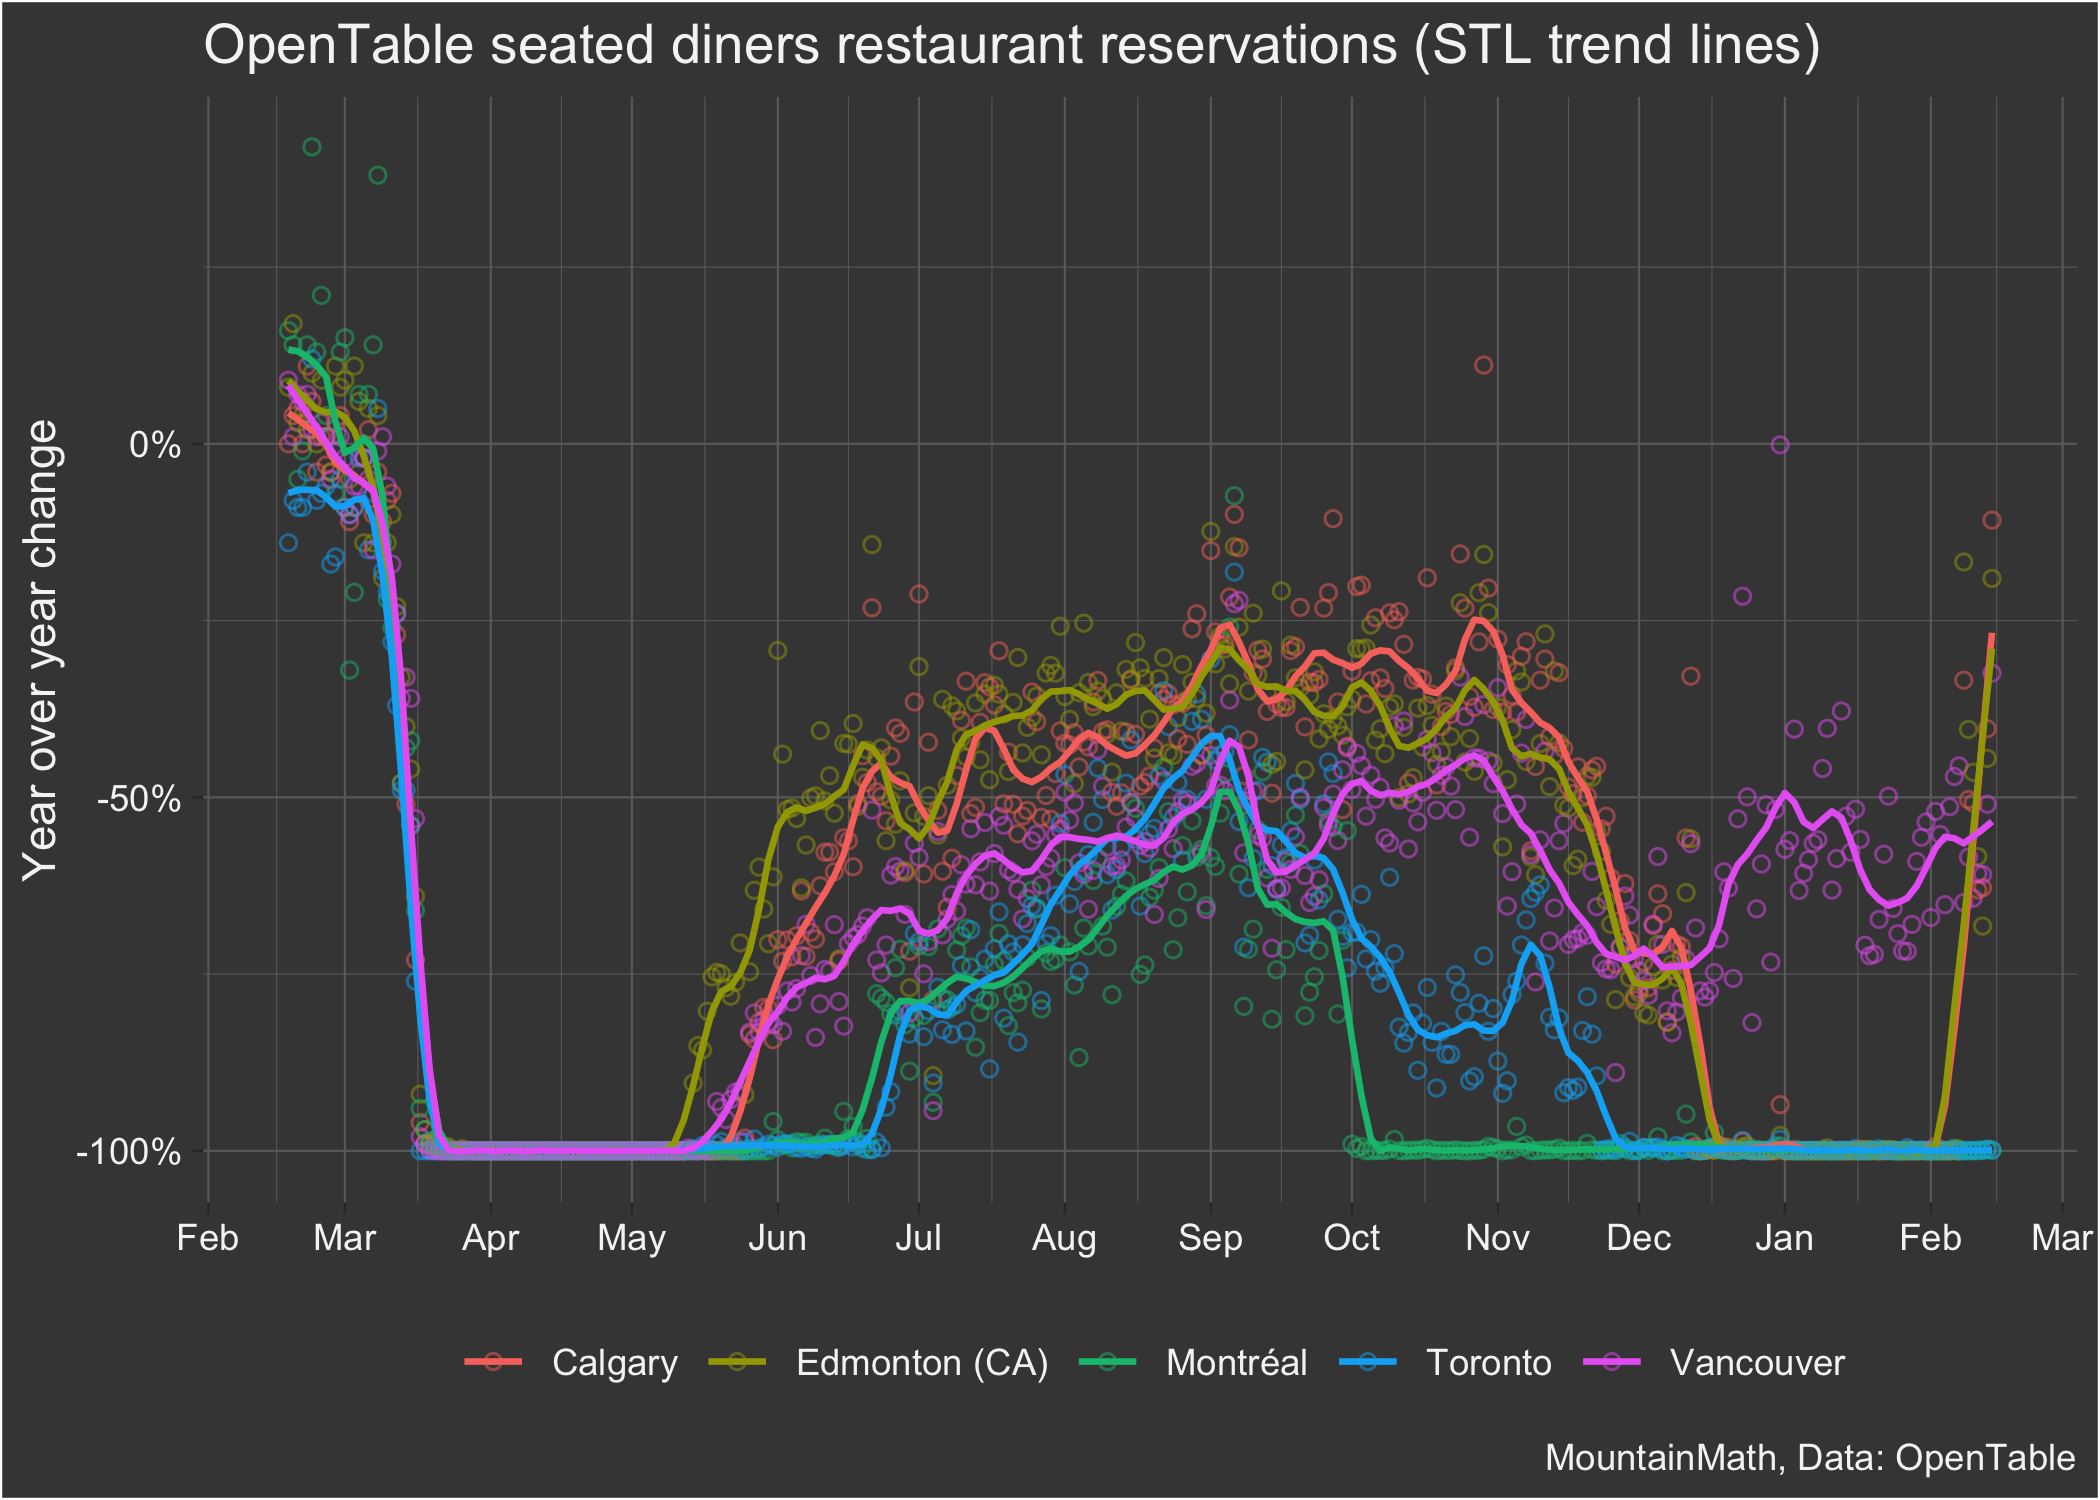 OpenTable seated diners restaurant reservations (STL trend lines)
Year over year change
0%
-50%
-100%
Feb Mar Apr May Jun Jul Aug Sep Oct Nov Dec Jan Feb Mar
Calgary Edmonton (CA) Montréal Toronto Vancouver
MountainMath, Data: OpenTable